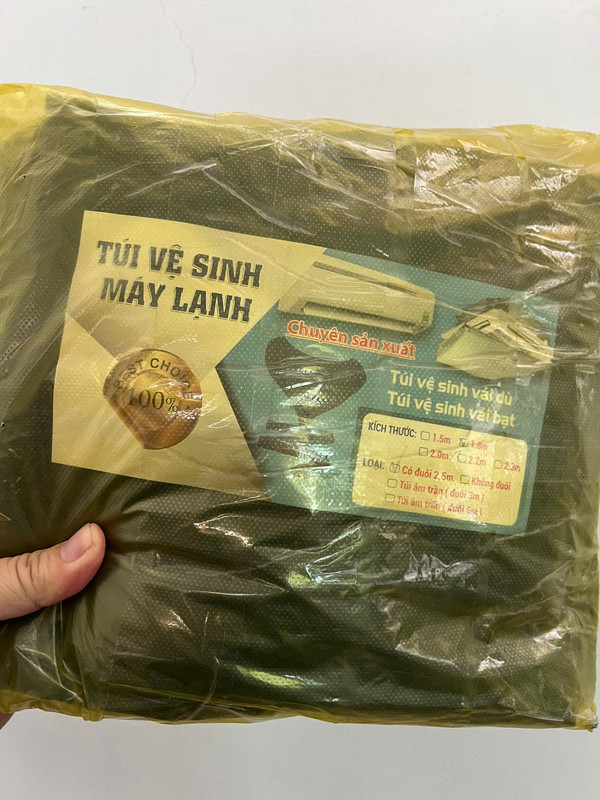 TÚI VỆ SINH
MÁY LẠNH
BEST CHOICE
100%
Chuyên sản xuất
Túi vệ sinh vải dù
Túi vệ sinh vải bạt
KÍCH THƯỚC: 1.5m 1.8m
2.0m 2.2m 2.3m
LOẠI: Có đuôi 2.5m Không đuôi
Túi âm trần ( đuôi 3m )
Túi âm trần ( đuôi 5m )